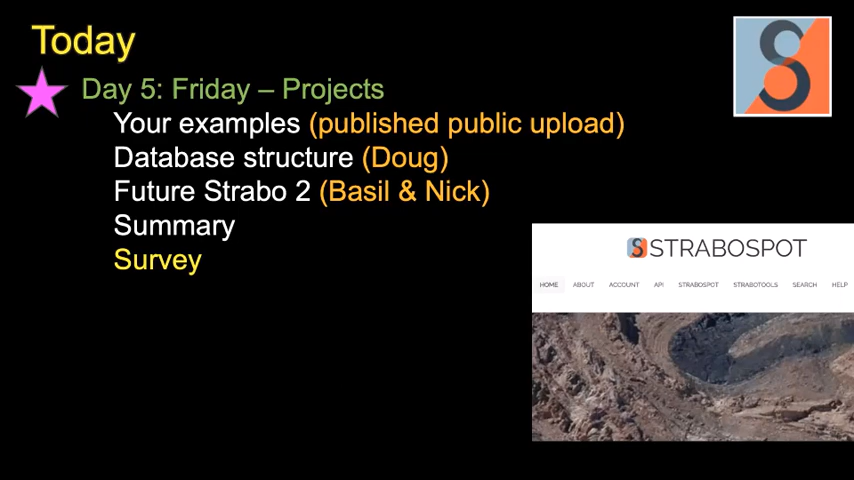 Today
Day 5: Friday – Projects
Your examples (published public upload)
Database structure (Doug)
Future Strabo 2 (Basil & Nick)
Summary
Survey
STRABOSPOT
HOME ABOUT ACCOUNT API STRABOSPOT STRABOTOOLS SEARCH HELP